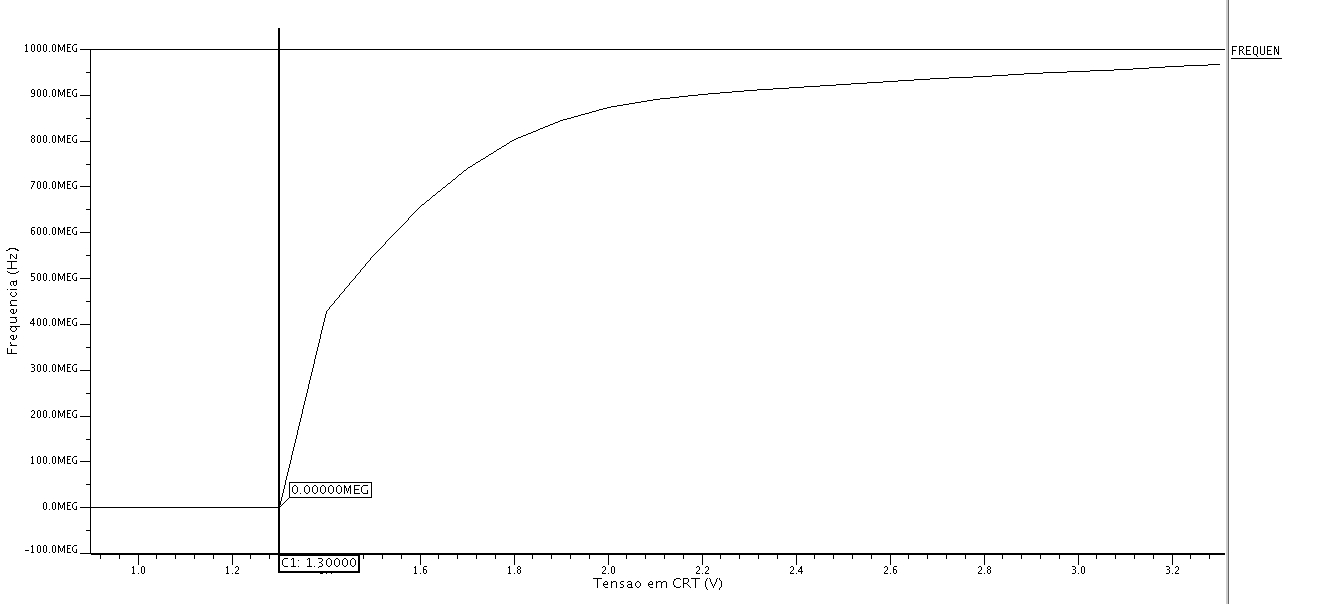 1000.0MEG
900.0MEG
800.0MEG
700.0MEG
600.0MEG
500.0MEG
400.0MEG
300.0MEG
200.0MEG
100.0MEG
0.0MEG
-100.0MEG
Frequencia (Hz)
FREQUEN
0.00000MEG
C1: 1.30000
1.0 1.2 1.6 1.8 2.0 2.2 2.4 2.6 2.8 3.0 3.2
Tensao em CRT (V)